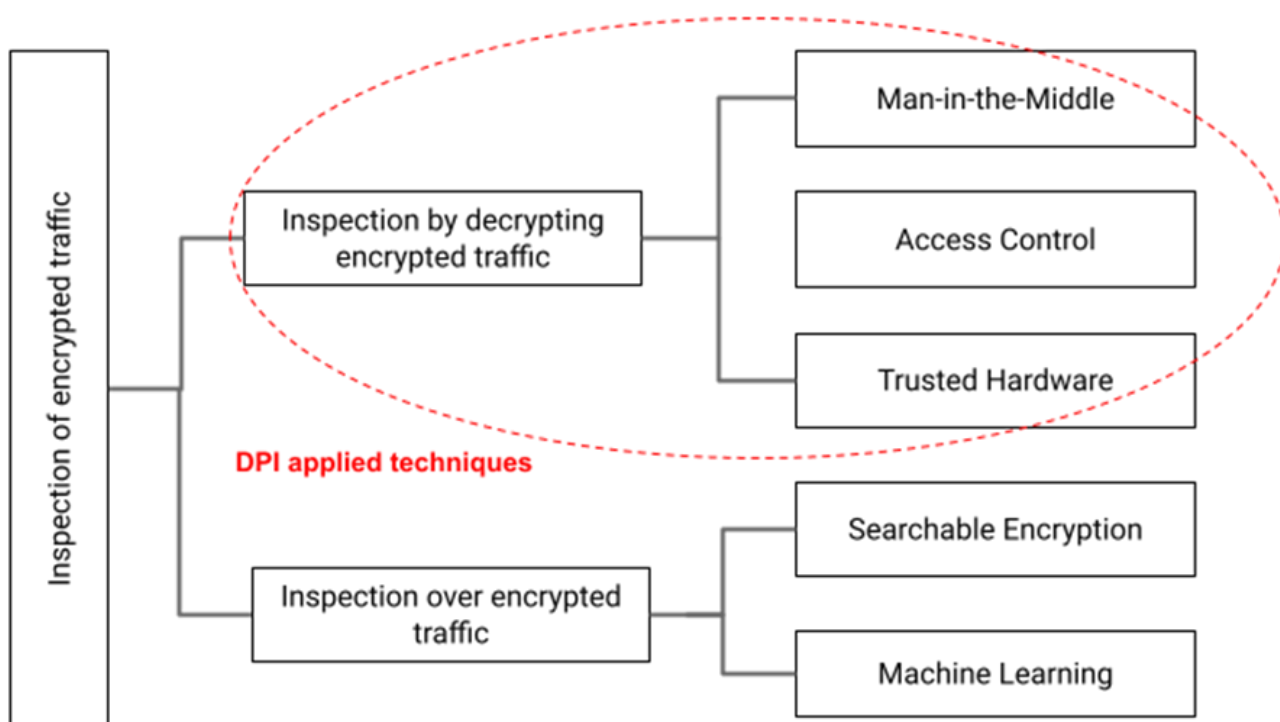 Inspection of encrypted traffic
Inspection by decrypting
encrypted traffic
Man-in-the-Middle
Access Control
Trusted Hardware
DPI applied techniques
Inspection over encrypted
traffic
Searchable Encryption
Machine Learning